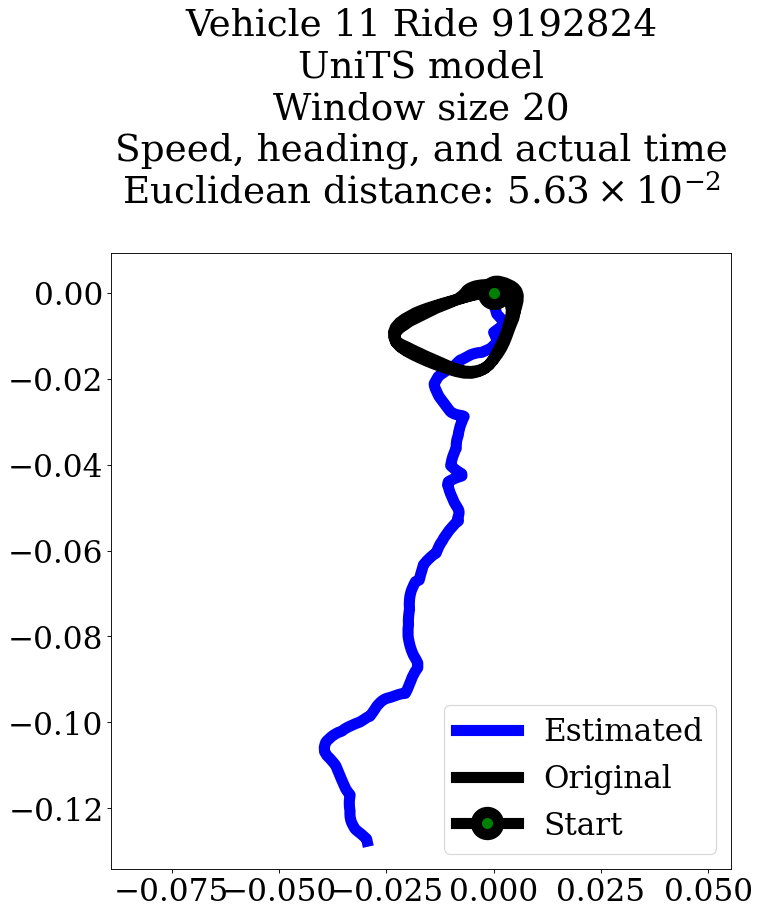 Vehicle 11 Ride 9192824
UniTS model
Window size 20
Speed, heading, and actual time
Euclidean distance: 5.63 × 10⁻²
0.00
−0.02
−0.04
−0.06
−0.08
−0.10
−0.12
Estimated
Original
Start
−0.075 −0.050 −0.025 0.000 0.025 0.050